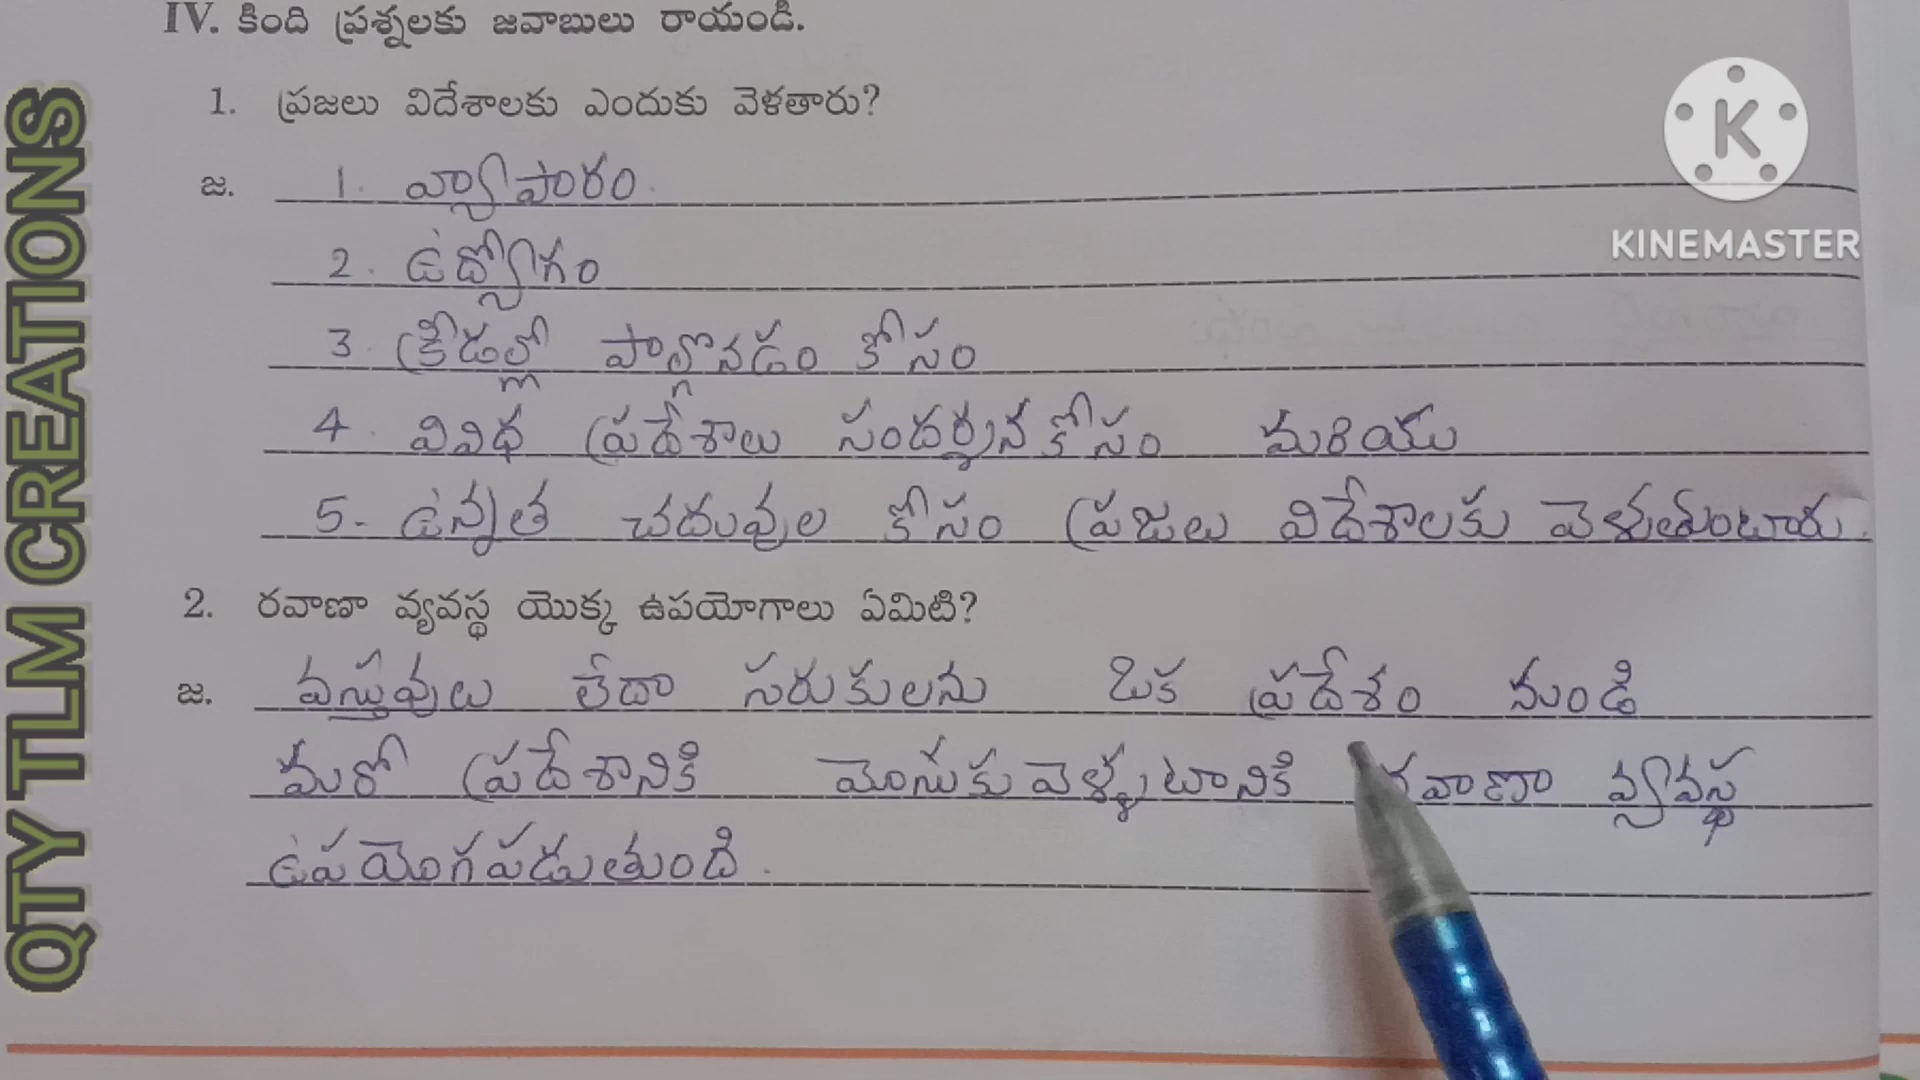 IV. కింది ప్రశ్నలకు జవాబులు రాయండి.
1. ప్రజలు విదేశాలకు ఎందుకు వెళతారు?
జ. 1. వ్యాపారం
2. ఉద్యోగం
3. క్రీడల్లో పాల్గొనడం కోసం
4. వివిధ ప్రదేశాలు సందర్శన కోసం మరియు
5. ఉన్నత చదువుల కోసం ప్రజలు విదేశాలకు వెళుతుంటారు.
2. రవాణా వ్యవస్థ యొక్క ఉపయోగాలు ఏమిటి?
జ. వస్తువులు లేదా సరుకులను ఒక ప్రదేశం నుండి
మరో ప్రదేశానికి మోసుకువెళ్ళటానికి రవాణా వ్యవస్థ
ఉపయోగపడుతుంది.
QTY TLM CREATIONS
K
KINEMASTER